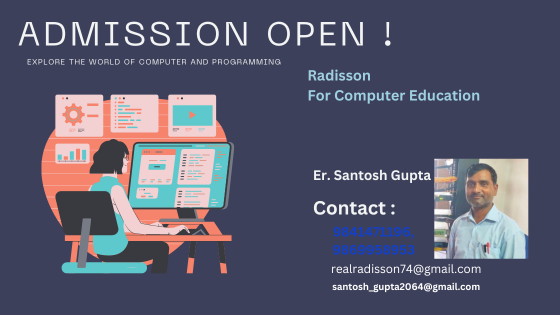 ADMISSION OPEN !
EXPLORE THE WORLD OF COMPUTER AND PROGRAMMING
Radisson
For Computer Education
Er. Santosh Gupta
Contact :
realradisson74@gmail.com
santosh_gupta2064@gmail.com